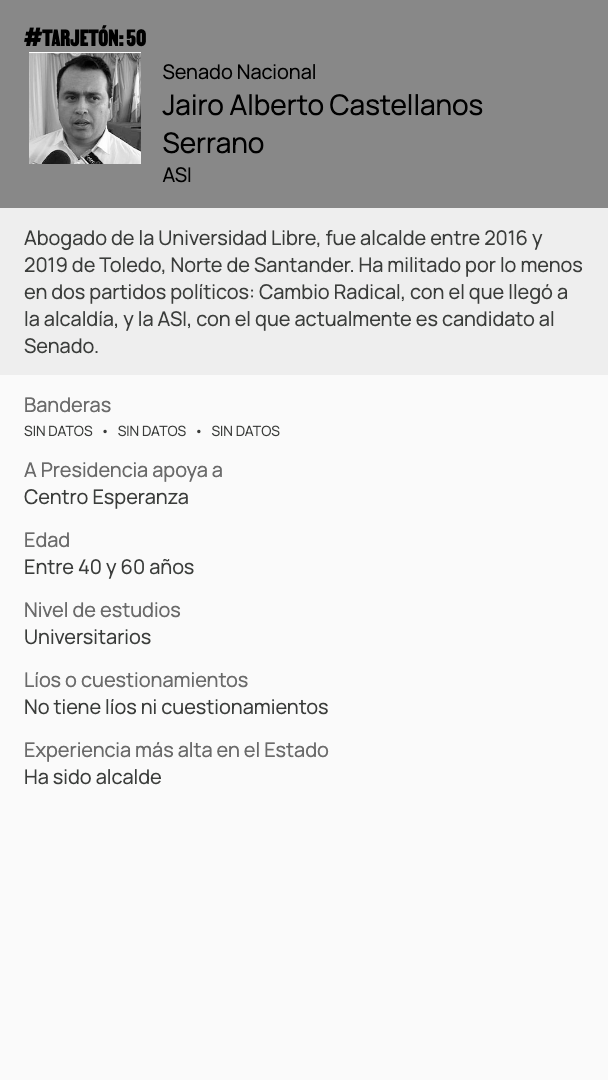 #TARJETÓN: 50
Senado Nacional
Jairo Alberto Castellanos
Serrano
ASI
Abogado de la Universidad Libre, fue alcalde entre 2016 y
2019 de Toledo, Norte de Santander. Ha militado por lo menos
en dos partidos políticos: Cambio Radical, con el que llegó a
la alcaldía, y la ASI, con el que actualmente es candidato al
Senado.
Banderas
SIN DATOS • SIN DATOS • SIN DATOS
A Presidencia apoya a
Centro Esperanza
Edad
Entre 40 y 60 años
Nivel de estudios
Universitarios
Líos o cuestionamientos
No tiene líos ni cuestionamientos
Experiencia más alta en el Estado
Ha sido alcalde